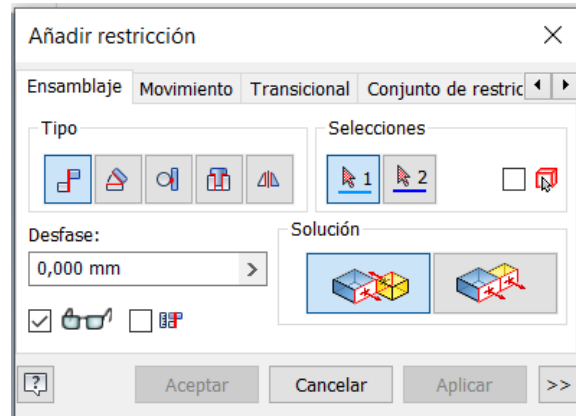 Añadir restricción
Ensamblaje Movimiento Transicional Conjunto de restric
Tipo
Selecciones
1 2
Desfase:
Solución
0,000 mm
Aceptar Cancelar Aplicar >>